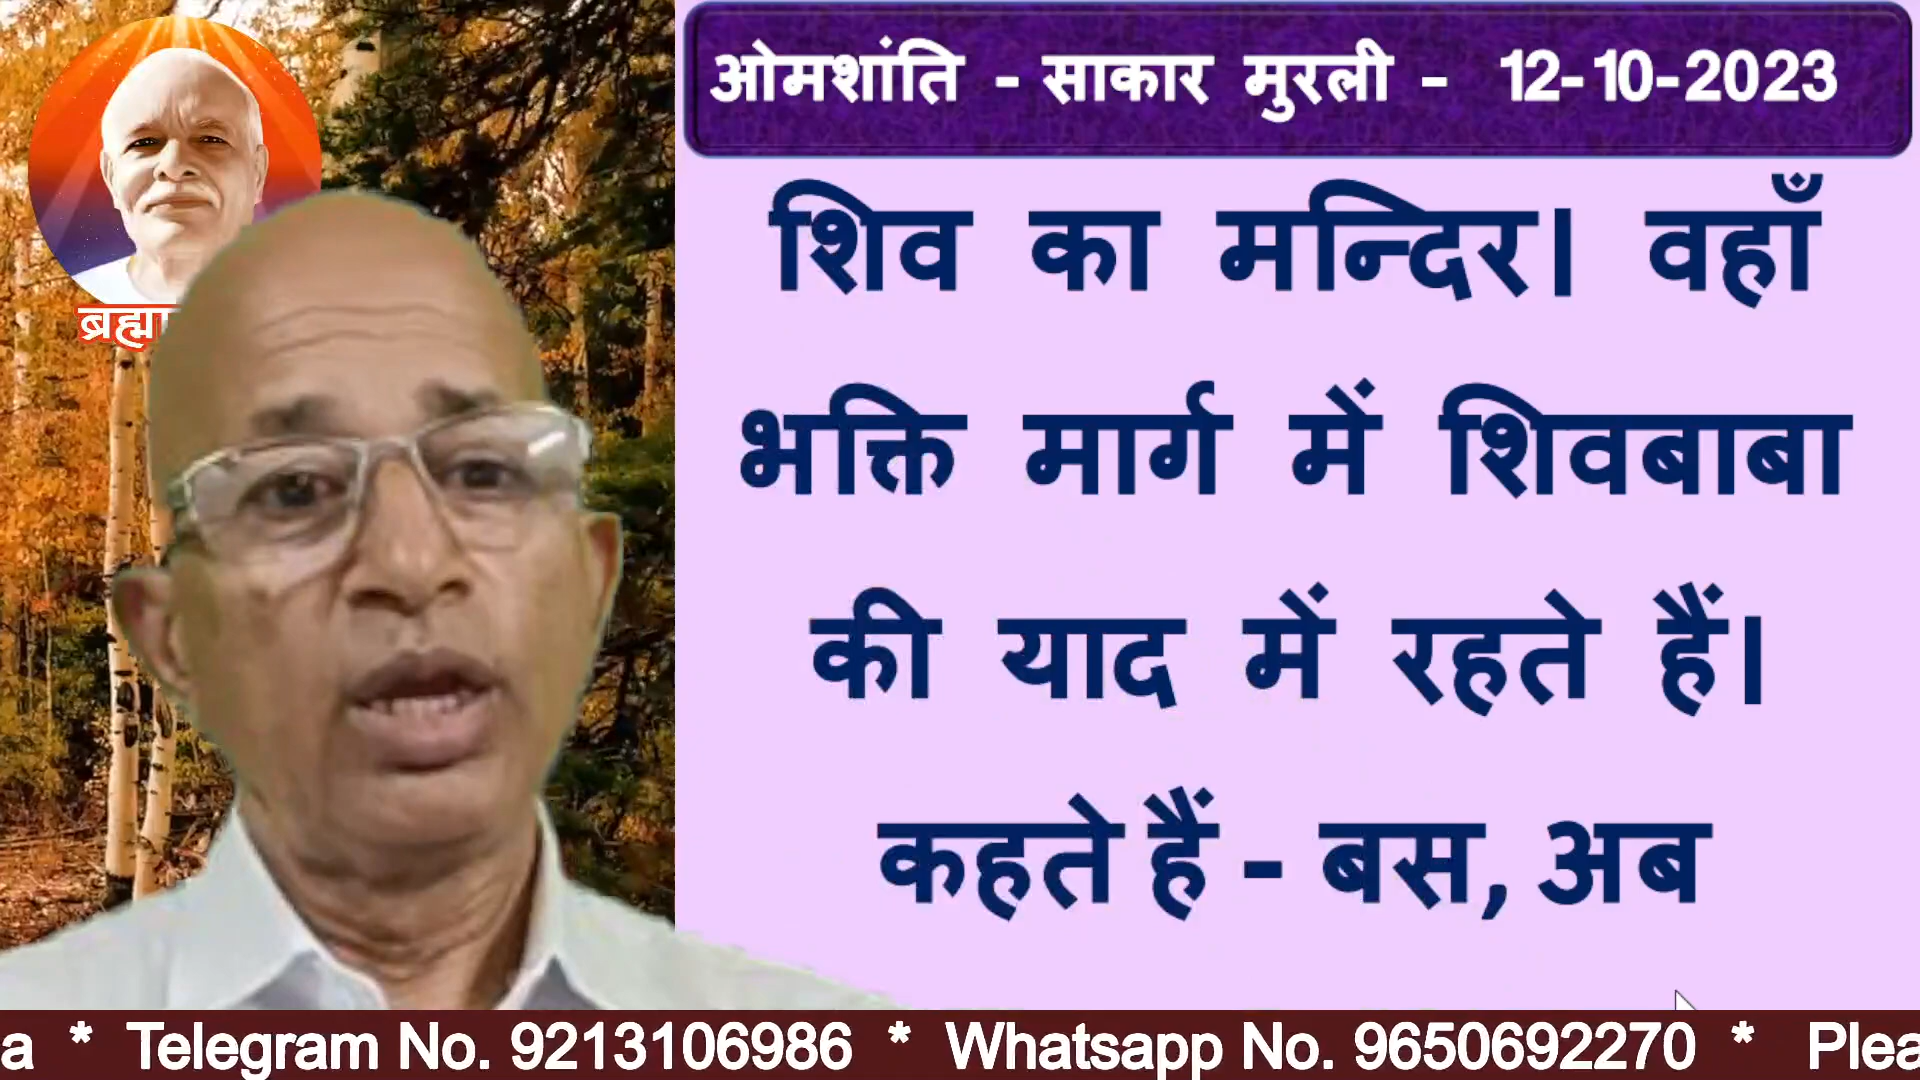 ओमशांति - साकार मुरली - 12-10-2023
शिव का मन्दिर। वहाँ
भक्ति मार्ग में शिवबाबा
की याद में रहते हैं।
कहते हैं - बस, अब
ब्रह्मा
a * Telegram No. 9213106986 * Whatsapp No. 9650692270 * Plea